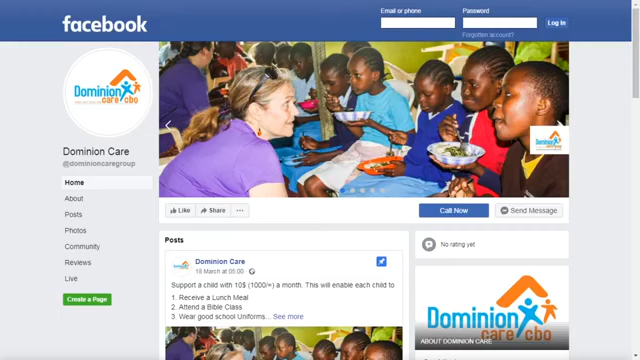 facebook
Email or phone
Password
Log In
Forgotten account?
Dominion
care cbo
Dominion Care
@dominioncaregroup
Home
About
Posts
Photos
Community
Reviews
Live
Create a Page
Like
Share
Call Now
Send Message
Posts
Dominion Care
18 March at 05:00
Support a child with 10$ (1000/=) a month. This will enable each child to
1. Receive a Lunch Meal
2. Attend a Bible Class
3. Wear good school Uniforms... See more
No rating yet
Dominion
care cbo
ABOUT DOMINION CARE